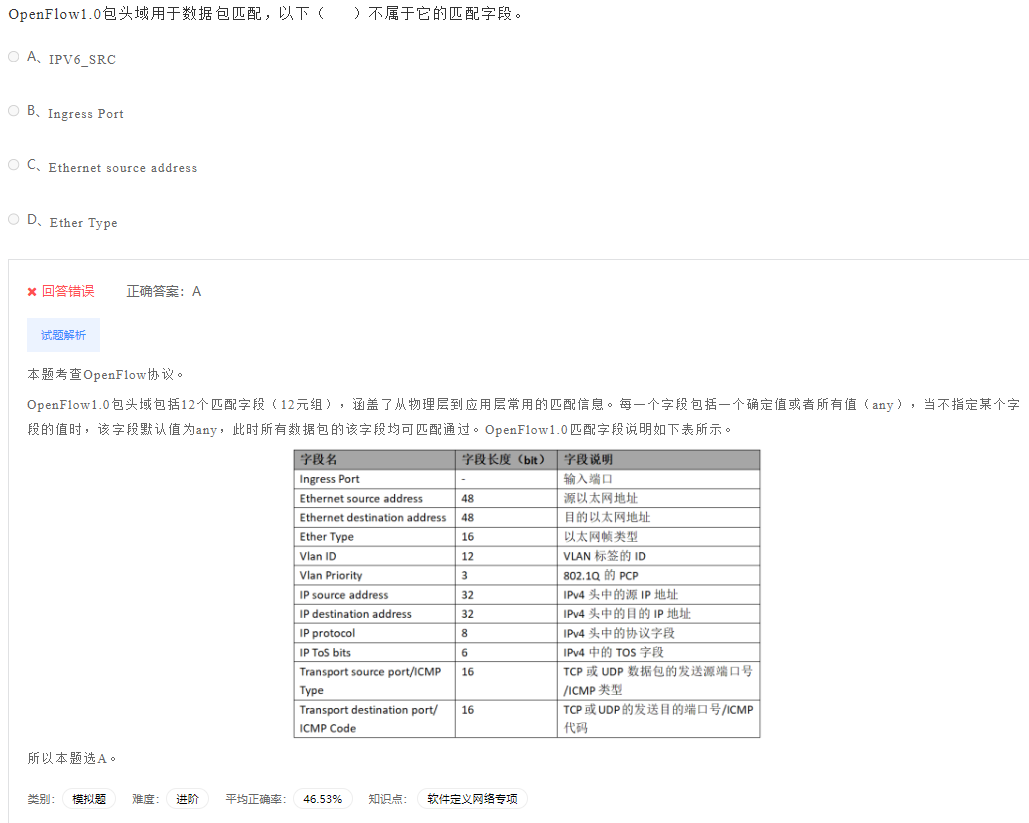 OpenFlow1.0包头域用于数据包匹配，以下（　　）不属于它的匹配字段。
A、IPV6_SRC
B、Ingress Port
C、Ethernet source address
D、Ether Type
✖ 回答错误 正确答案：A
试题解析
本题考查OpenFlow协议。
OpenFlow1.0包头域包括12个匹配字段（12元组），涵盖了从物理层到应用层常用的匹配信息。每一个字段包括一个确定值或者所有值（any），当不指定某个字
段的值时，该字段默认值为any，此时所有数据包的该字段均可匹配通过。OpenFlow1.0匹配字段说明如下表所示。
字段名 字段长度（bit） 字段说明
Ingress Port - 输入端口
Ethernet source address 48 源以太网地址
Ethernet destination address 48 目的以太网地址
Ether Type 16 以太网帧类型
Vlan ID 12 VLAN 标签的 ID
Vlan Priority 3 802.1Q 的 PCP
IP source address 32 IPv4 头中的源 IP 地址
IP destination address 32 IPv4 头中的目的 IP 地址
IP protocol 8 IPv4 头中的协议字段
IP ToS bits 6 IPv4 中的 TOS 字段
Transport source port/ICMP 16 TCP 或 UDP 数据包的发送源端口号
Type /ICMP 类型
Transport destination port/ 16 TCP 或 UDP 的发送目的端口号/ICMP
ICMP Code 代码
所以本题选A。
类别： 模拟题 难度： 进阶 平均正确率： 46.53% 知识点： 软件定义网络专项